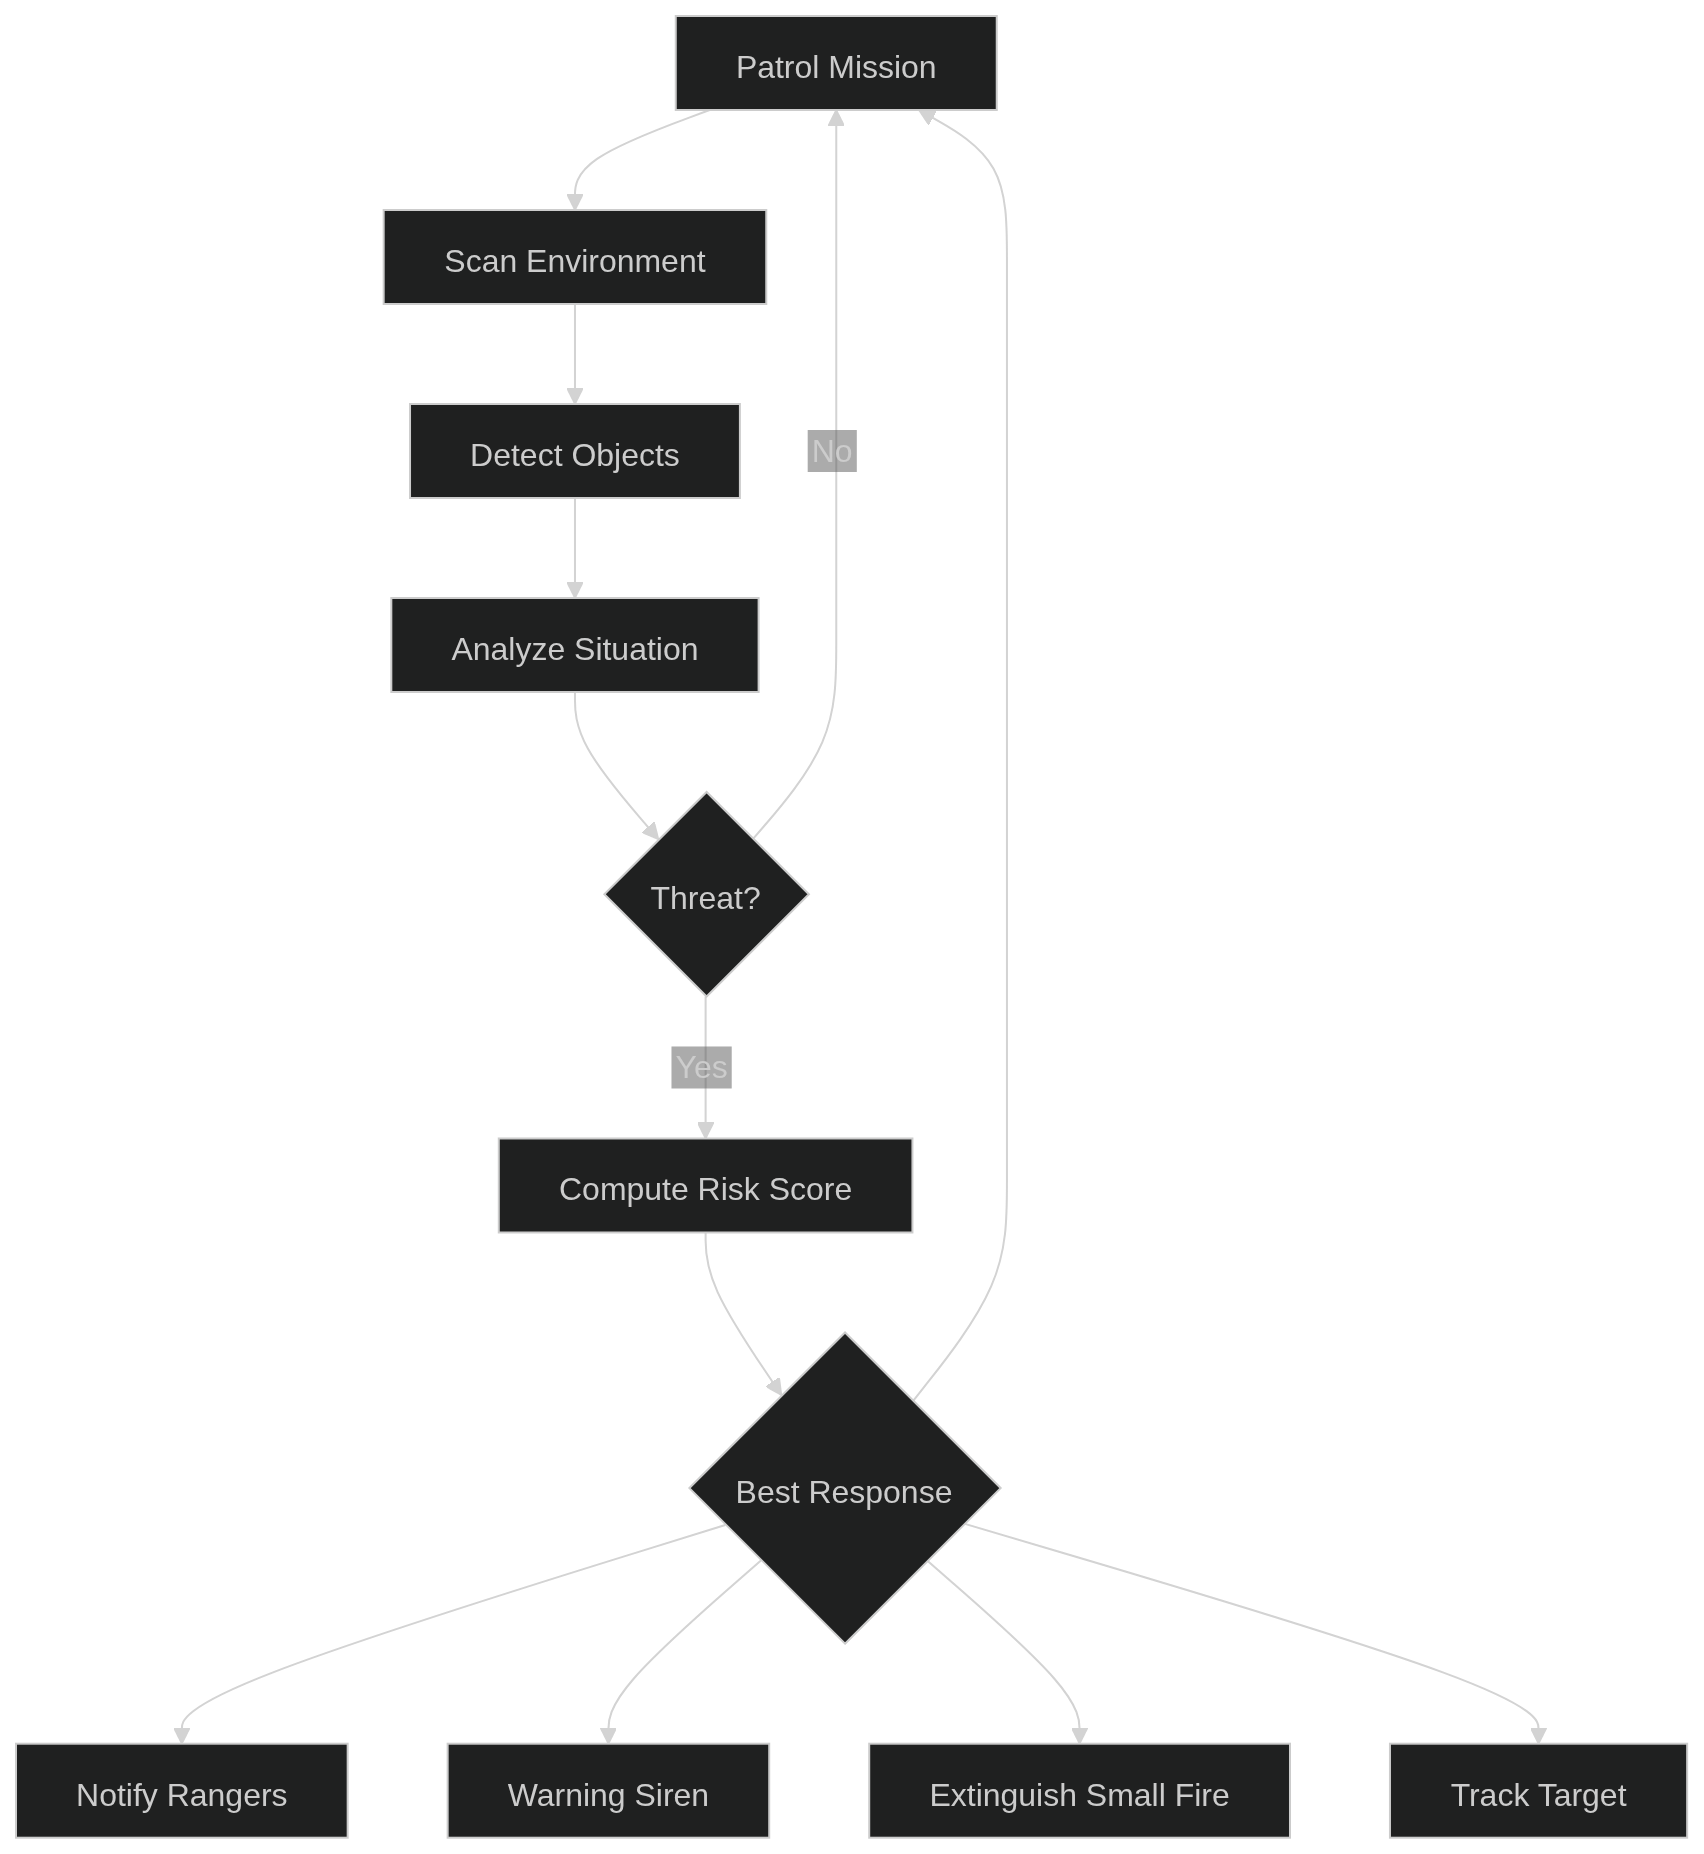 Patrol Mission
Scan Environment
Detect Objects
No
Analyze Situation
Threat?
Yes
Compute Risk Score
Best Response
Notify Rangers
Warning Siren
Extinguish Small Fire
Track Target